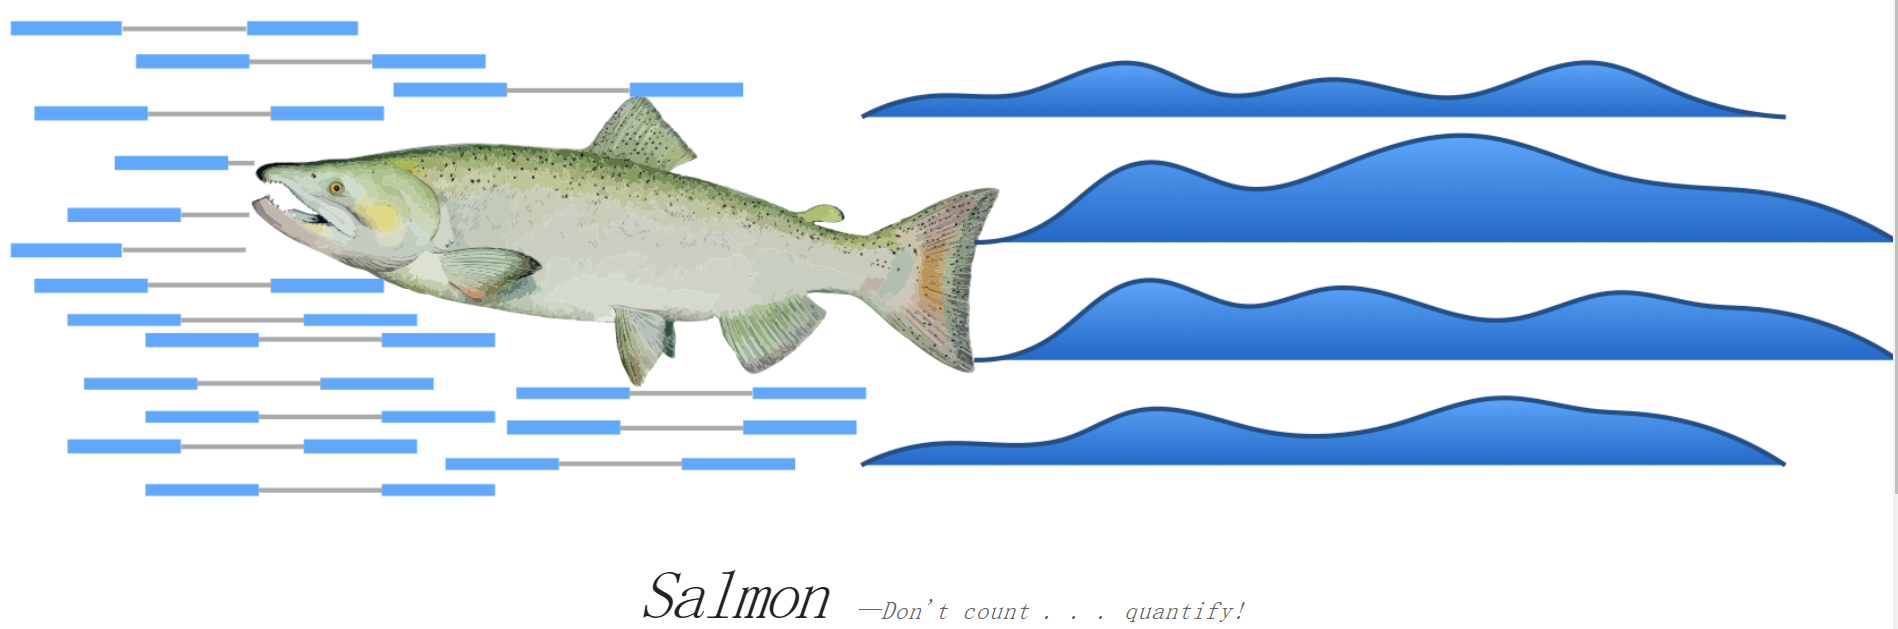 Salmon —Don't count . . . quantify!